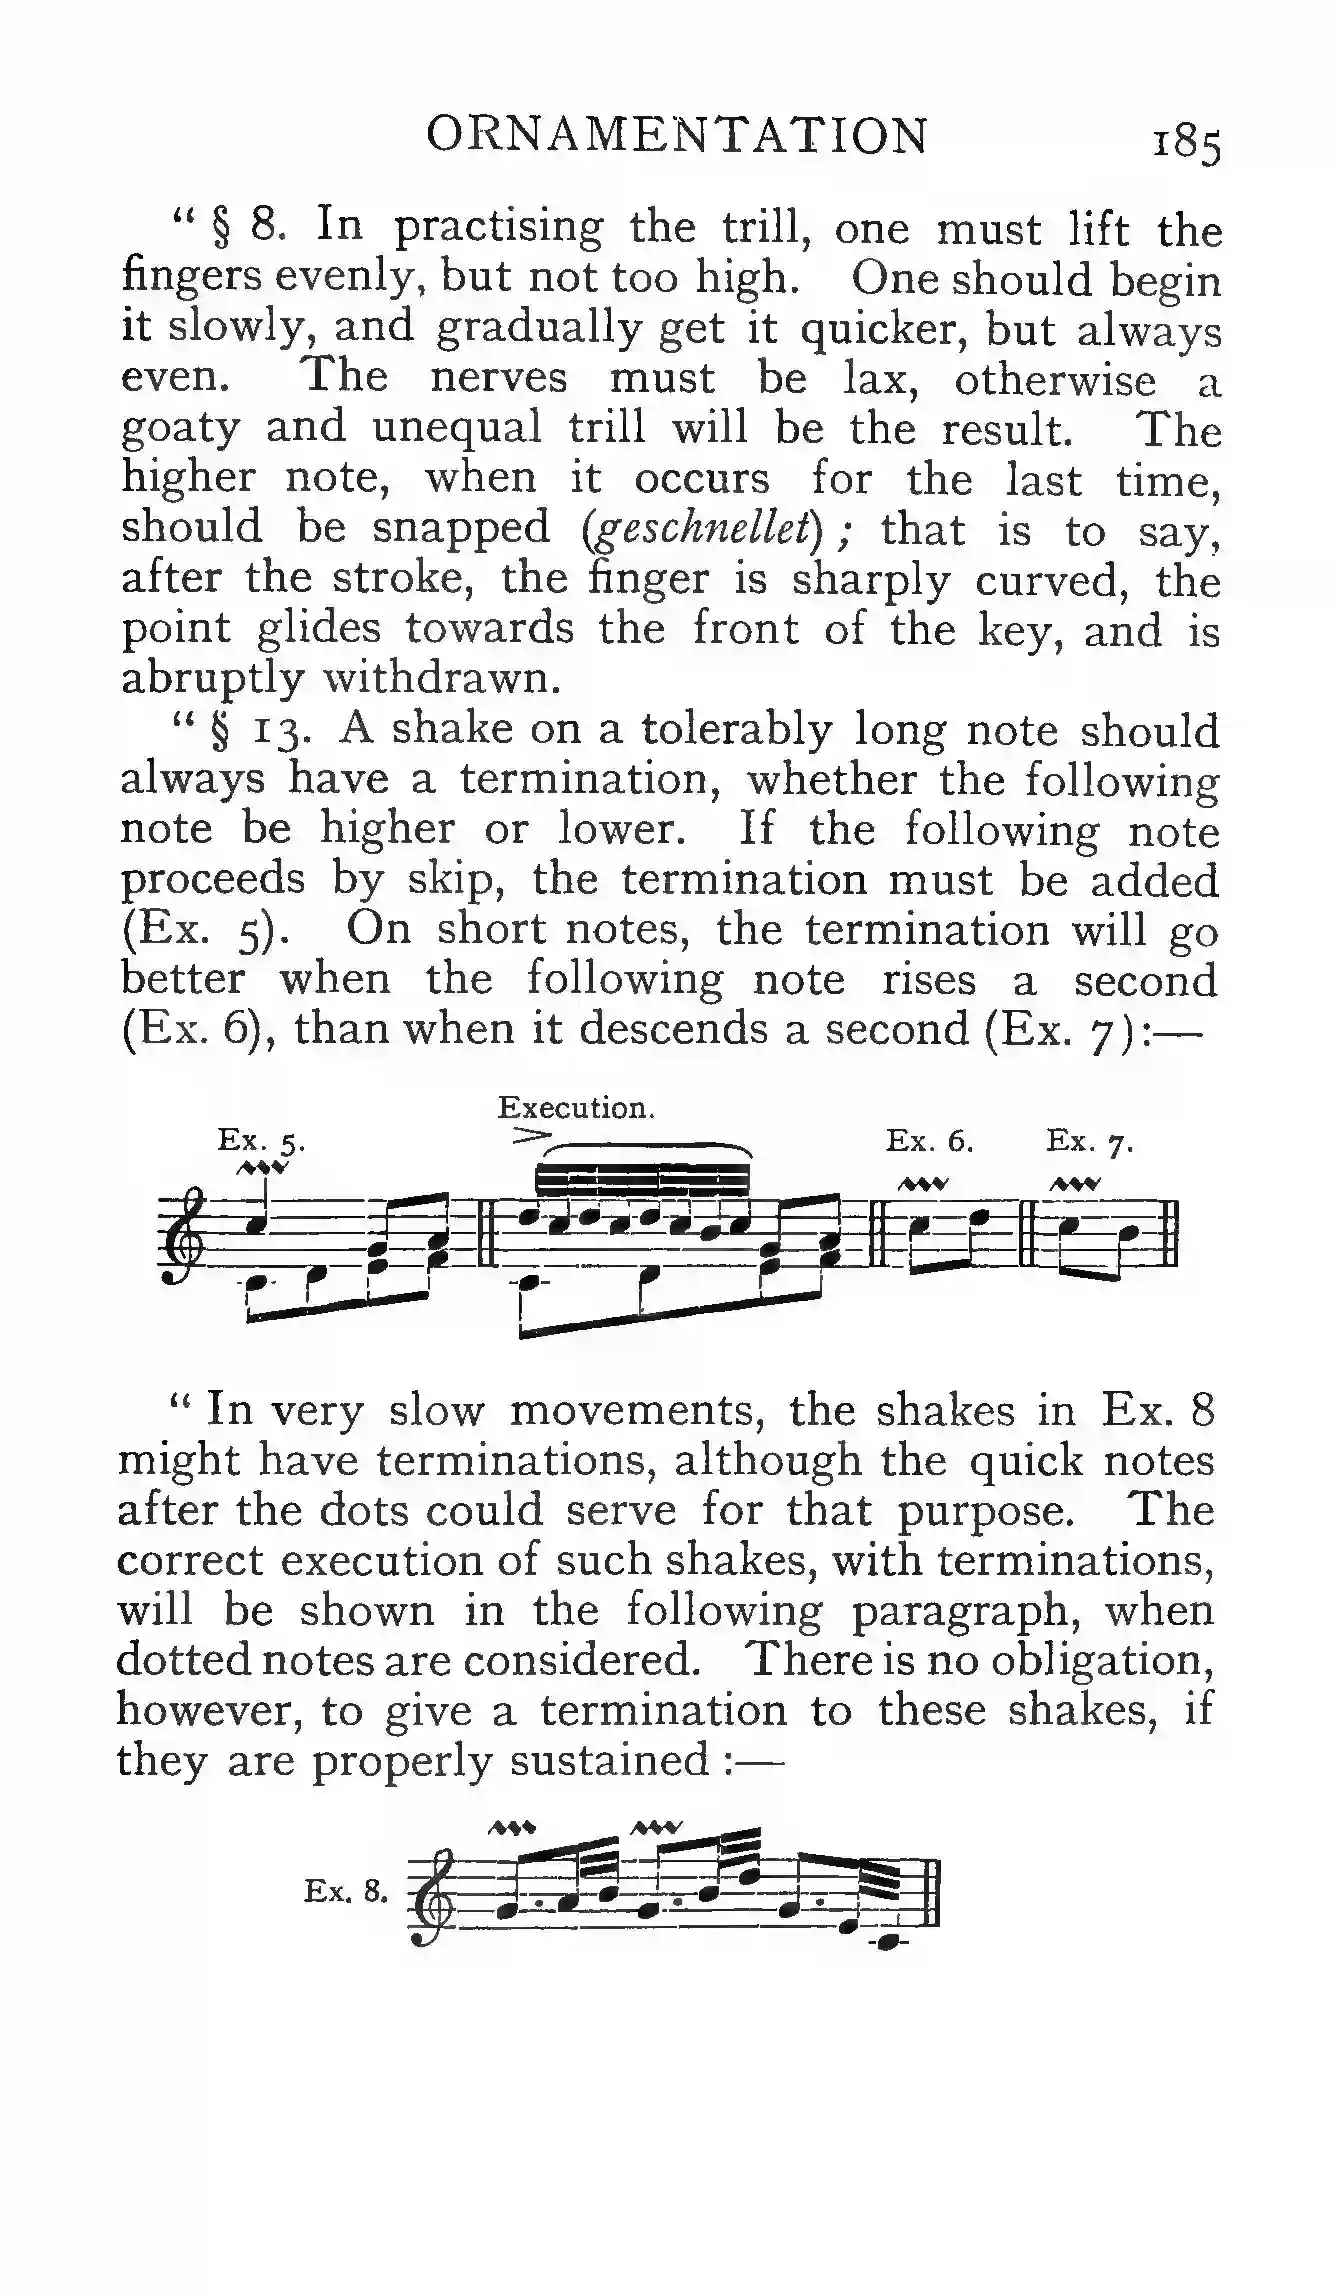 ORNAMENTATION 185
“ § 8. In practising the trill, one must lift the
fingers evenly, but not too high. One should begin
it slowly, and gradually get it quicker, but always
even. The nerves must be lax, otherwise a
goaty and unequal trill will be the result. The
higher note, when it occurs for the last time,
should be snapped (geschnellet) ; that is to say,
after the stroke, the finger is sharply curved, the
point glides towards the front of the key, and is
abruptly withdrawn.
“ § 13. A shake on a tolerably long note should
always have a termination, whether the following
note be higher or lower. If the following note
proceeds by skip, the termination must be added
(Ex. 5). On short notes, the termination will go
better when the following note rises a second
(Ex. 6), than when it descends a second (Ex. 7):—
Execution.
Ex. 5. Ex. 6. Ex. 7.
“ In very slow movements, the shakes in Ex. 8
might have terminations, although the quick notes
after the dots could serve for that purpose. The
correct execution of such shakes, with terminations,
will be shown in the following paragraph, when
dotted notes are considered. There is no obligation,
however, to give a termination to these shakes, if
they are properly sustained :—
Ex. 8.